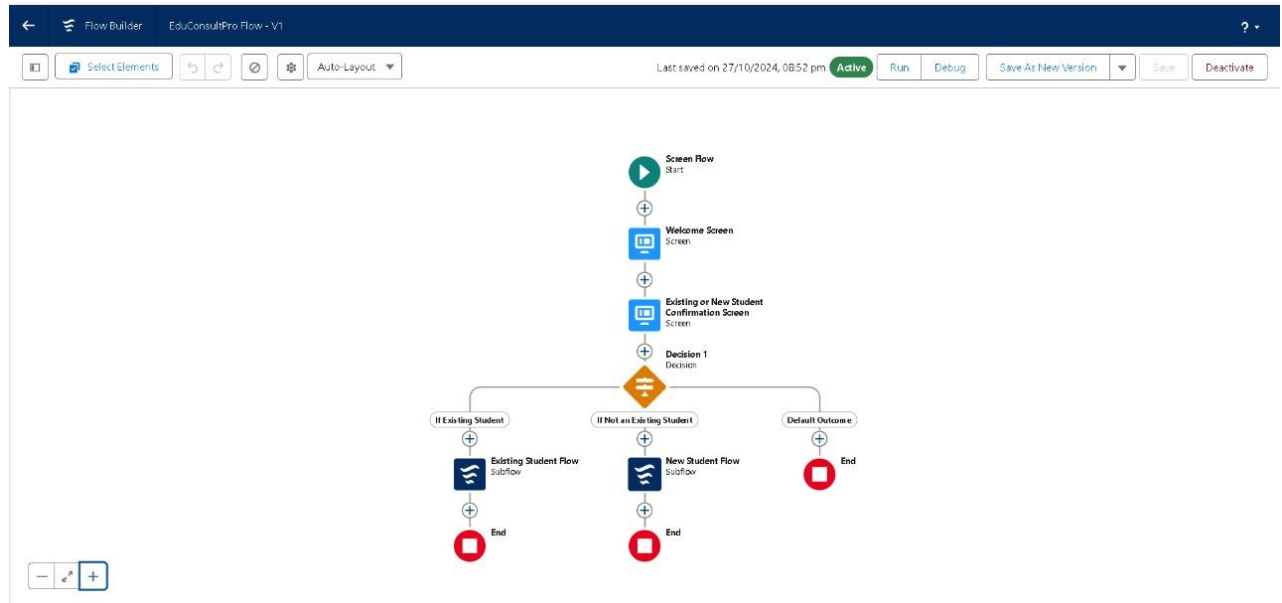 Flow Builder EduConsultPro Flow - V1 ?
Select Elements Auto-Layout Last saved on 27/10/2024, 08:52 pm Active Run Debug Save As New Version Save Deactivate
Screen Flow
Start
Welcome Screen
Screen
Existing or New Student
Confirmation Screen
Screen
Decision 1
Decision
If Existing Student If Not an Existing Student Default Outcome
Existing Student Flow
Subflow
New Student Flow
Subflow
End
End
End